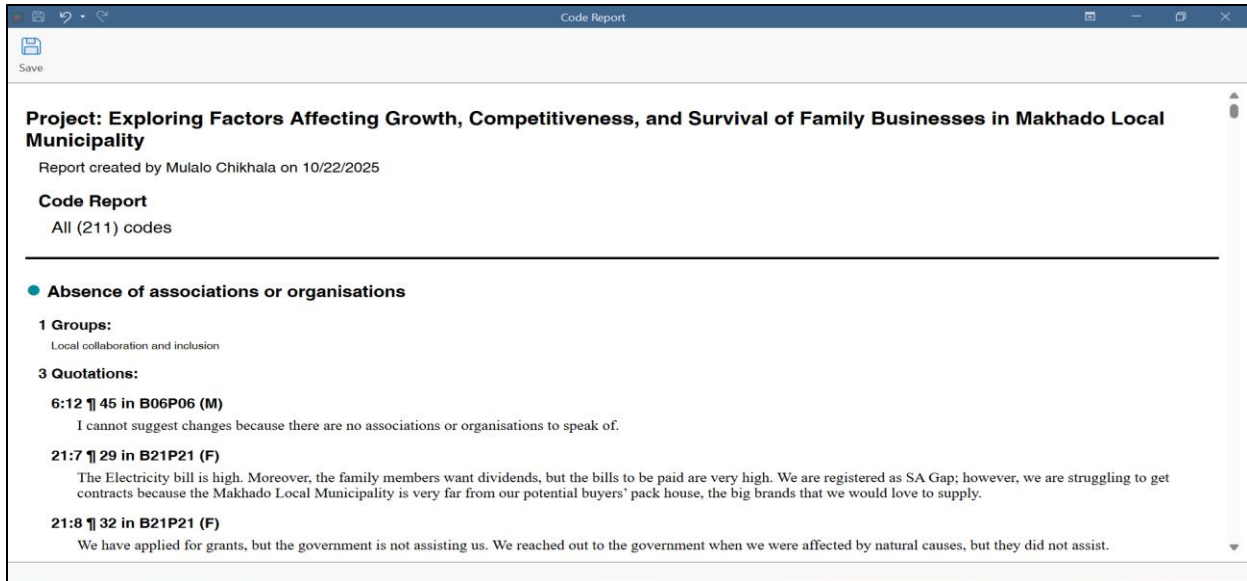 Code Report
Save
Project: Exploring Factors Affecting Growth, Competitiveness, and Survival of Family Businesses in Makhado Local
Municipality
Report created by Mulalo Chikhala on 10/22/2025
Code Report
All (211) codes
Absence of associations or organisations
1 Groups:
Local collaboration and inclusion
3 Quotations:
6:12 ¶ 45 in B06P06 (M)
I cannot suggest changes because there are no associations or organisations to speak of.
21:7 ¶ 29 in B21P21 (F)
The Electricity bill is high. Moreover, the family members want dividends, but the bills to be paid are very high. We are registered as SA Gap; however, we are struggling to get
contracts because the Makhado Local Municipality is very far from our potential buyers’ pack house, the big brands that we would love to supply.
21:8 ¶ 32 in B21P21 (F)
We have applied for grants, but the government is not assisting us. We reached out to the government when we were affected by natural causes, but they did not assist.